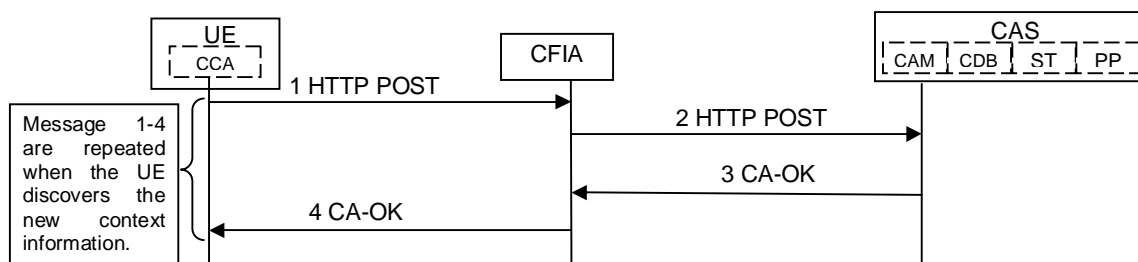 UE
CCA
CFIA
CAS
CAM CDB ST PP
1 HTTP POST
2 HTTP POST
3 CA-OK
4 CA-OK
Message 1-4
are repeated
when the UE
discovers the
new context
information.